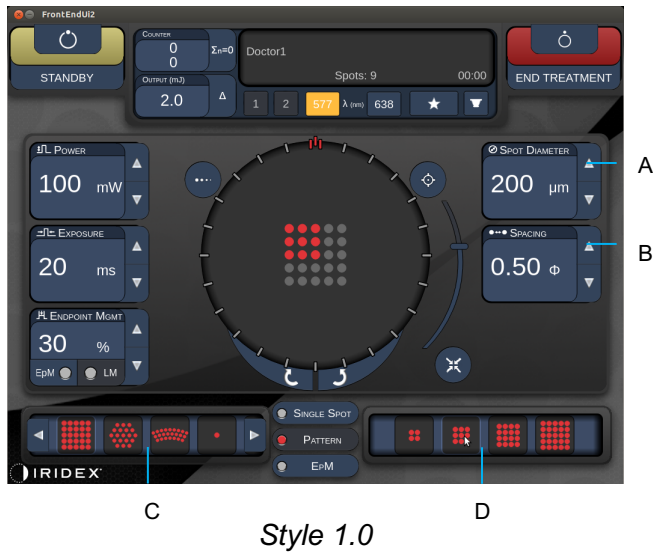 FrontEndUi2
STANDBY
COUNTER
0
0
Σn=0
OUTPUT (mJ)
2.0
Δ
Doctor1
Spots: 9
00:00
1
2
577
λ (nm)
638
END TREATMENT
POWER
100 mW
EXPOSURE
20 ms
ENDPOINT MGMT
30 %
EpM
LM
SPOT DIAMETER
200 µm
A
SPACING
0.50 Φ
B
SINGLE SPOT
PATTERN
EPM
IRIDEX
C
D
Style 1.0